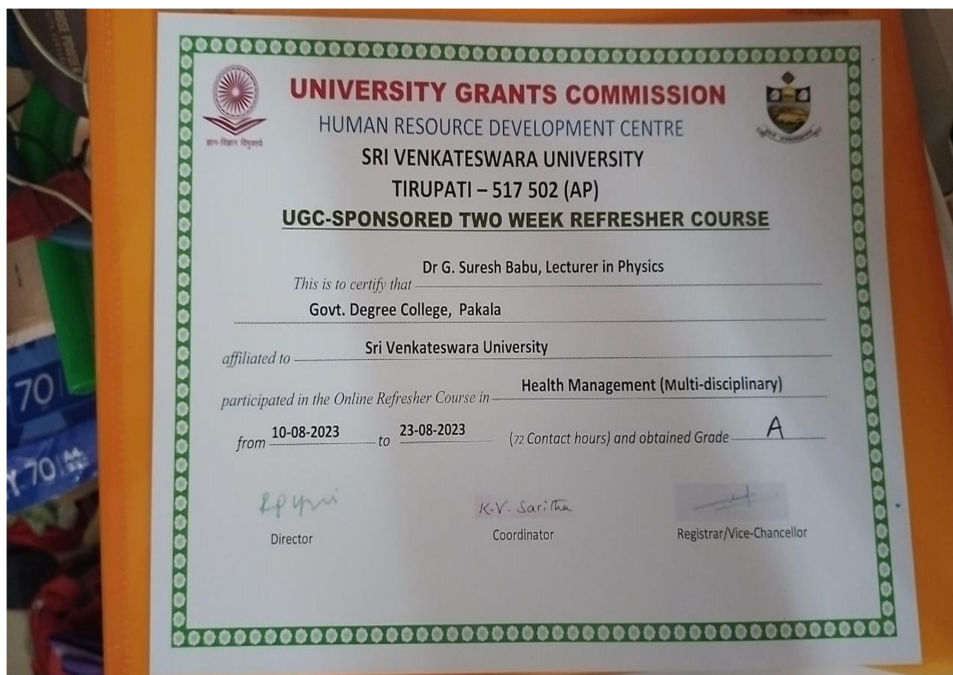 UNIVERSITY GRANTS COMMISSION
HUMAN RESOURCE DEVELOPMENT CENTRE
ज्ञान-विज्ञान विमुक्तये
SRI VENKATESWARA UNIVERSITY
TIRUPATI – 517 502 (AP)
UGC-SPONSORED TWO WEEK REFRESHER COURSE
This is to certify that Dr G. Suresh Babu, Lecturer in Physics
Govt. Degree College, Pakala
affiliated to Sri Venkateswara University
participated in the Online Refresher Course in Health Management (Multi-disciplinary)
from 10-08-2023 to 23-08-2023 (72 Contact hours) and obtained Grade A
K.V. Saritha
Director Coordinator Registrar/Vice-Chancellor
70
70